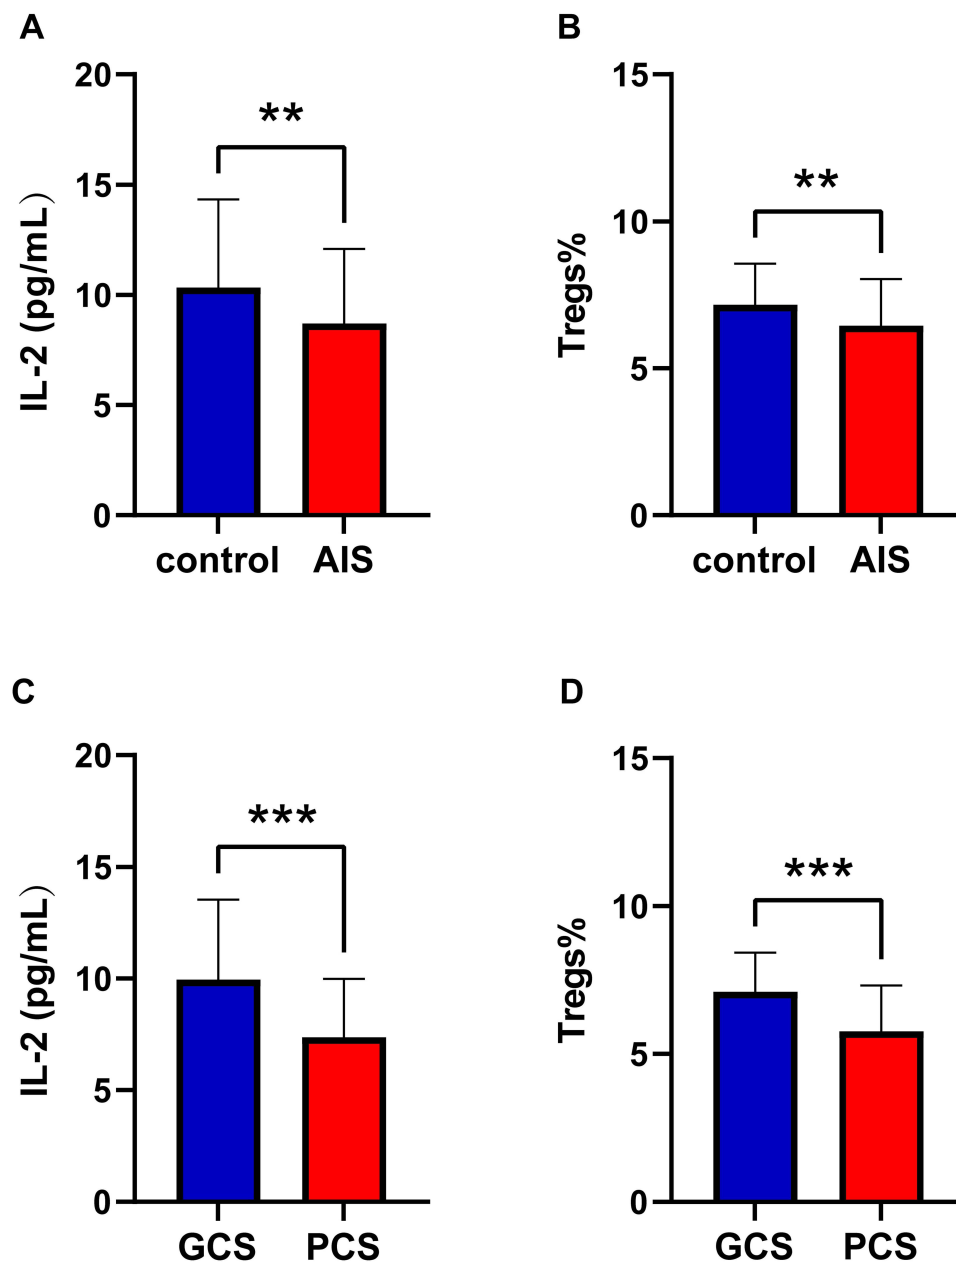 A
IL-2 (pg/mL）
20
15
10
5
0
**
control AIS
B
Tregs%
15
10
5
0
**
control AIS
C
IL-2 (pg/mL）
20
15
10
5
0
***
GCS PCS
D
Tregs%
15
10
5
0
***
GCS PCS